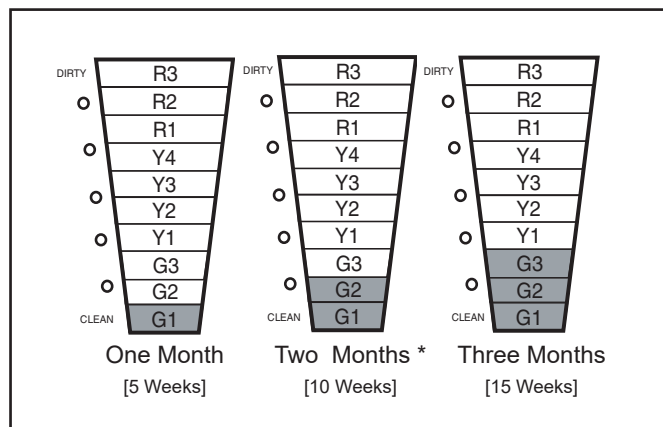 DIRTY
R3
R2
R1
Y4
Y3
Y2
Y1
G3
G2
G1
CLEAN
One Month
[5 Weeks]
DIRTY
R3
R2
R1
Y4
Y3
Y2
Y1
G3
G2
G1
CLEAN
Two Months *
[10 Weeks]
DIRTY
R3
R2
R1
Y4
Y3
Y2
Y1
G3
G2
G1
CLEAN
Three Months
[15 Weeks]